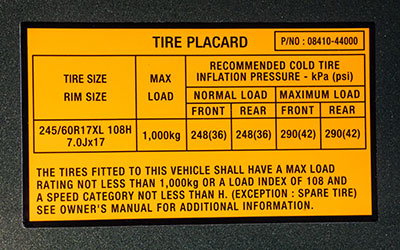 TIRE PLACARD
P/NO : 08410-44000
TIRE SIZE
RIM SIZE
MAX
LOAD
RECOMMENDED COLD TIRE
INFLATION PRESSURE - kPa (psi)
NORMAL LOAD MAXIMUM LOAD
FRONT REAR FRONT REAR
245/60R17XL 108H
7.0Jx17
1,000kg 248(36) 248(36) 290(42) 290(42)
THE TIRES FITTED TO THIS VEHICLE SHALL HAVE A MAX LOAD
RATING NOT LESS THAN 1,000kg OR A LOAD INDEX OF 108 AND
A SPEED CATEGORY NOT LESS THAN H. (EXCEPTION : SPARE TIRE)
SEE OWNER'S MANUAL FOR ADDITIONAL INFORMATION.